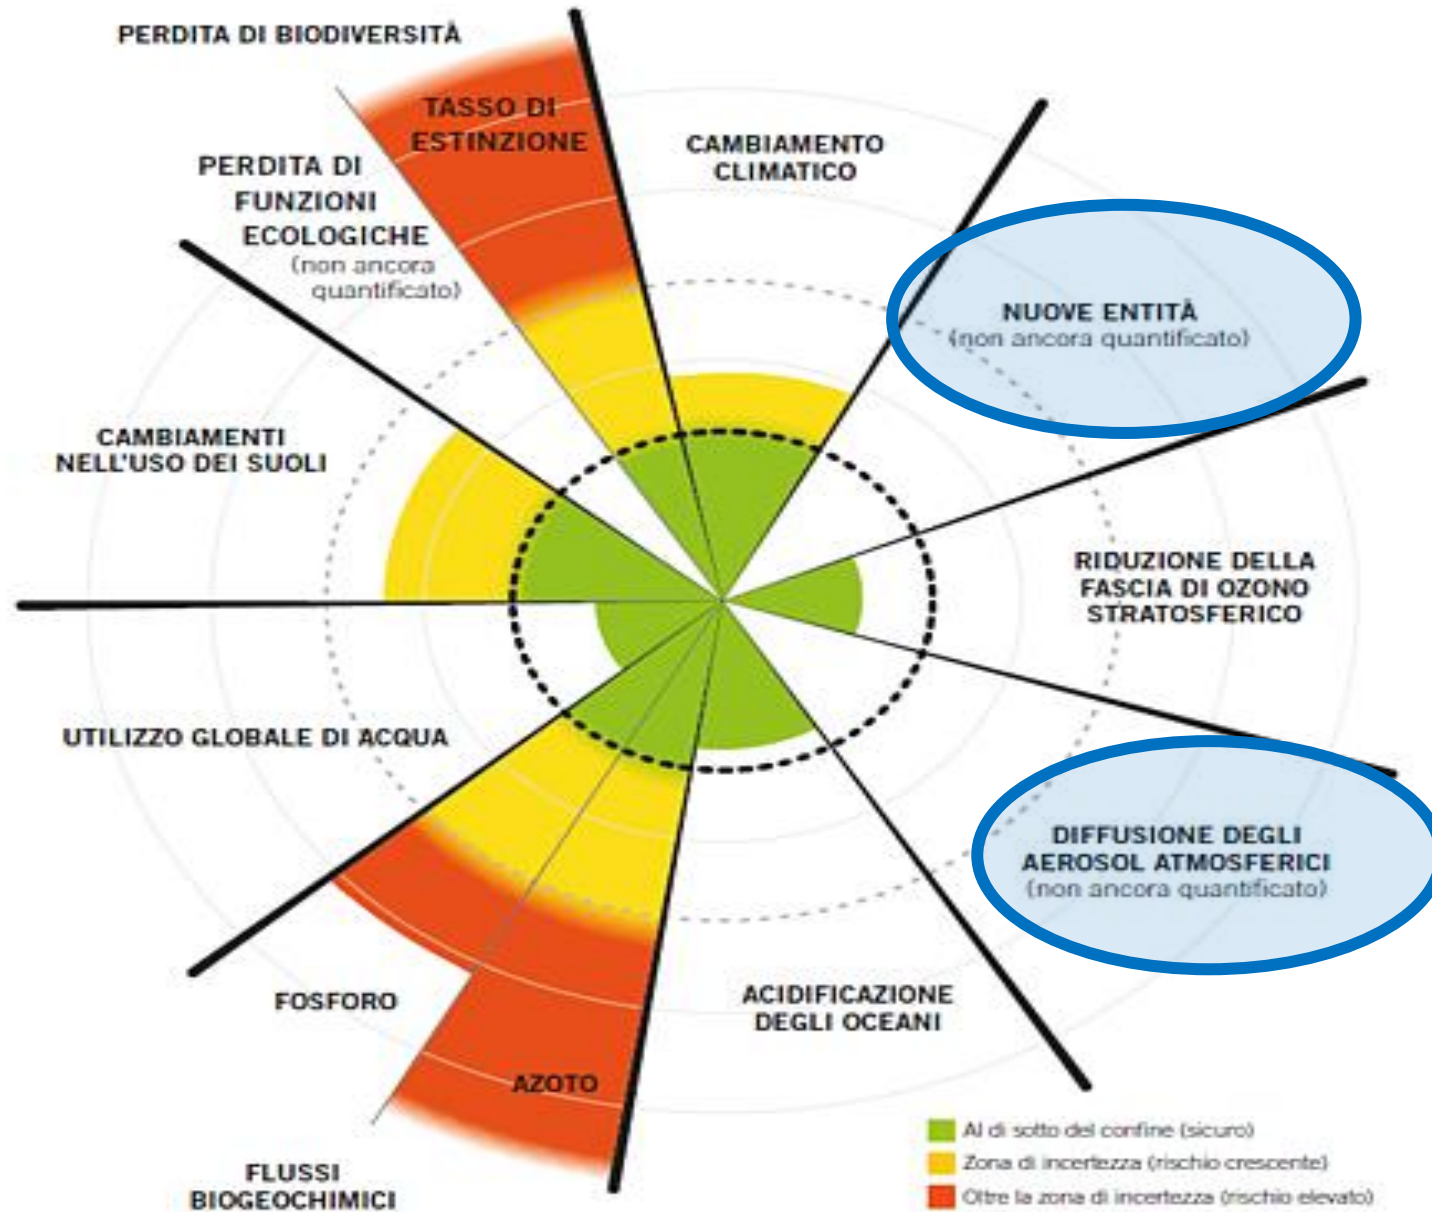 PERDITA DI BIODIVERSITÀ
TASSO DI
ESTINZIONE
PERDITA DI
FUNZIONI
ECOLOGICHE
(non ancora
quantificato)
CAMBIAMENTO
CLIMATICO
NUOVE ENTITÀ
(non ancora quantificato)
CAMBIAMENTI
NELL'USO DEI SUOLI
RIDUZIONE DELLA
FASCIA DI OZONO
STRATOSFERICO
UTILIZZO GLOBALE DI ACQUA
DIFFUSIONE DEGLI
AEROSOL ATMOSFERICI
(non ancora quantificato)
FOSFORO
ACIDIFICAZIONE
DEGLI OCEANI
AZOTO
FLUSSI
BIOGEOCHIMICI
Al di sotto del confine (sicuro)
Zona di incertezza (rischio crescente)
Oltre la zona di incertezza (rischio elevato)